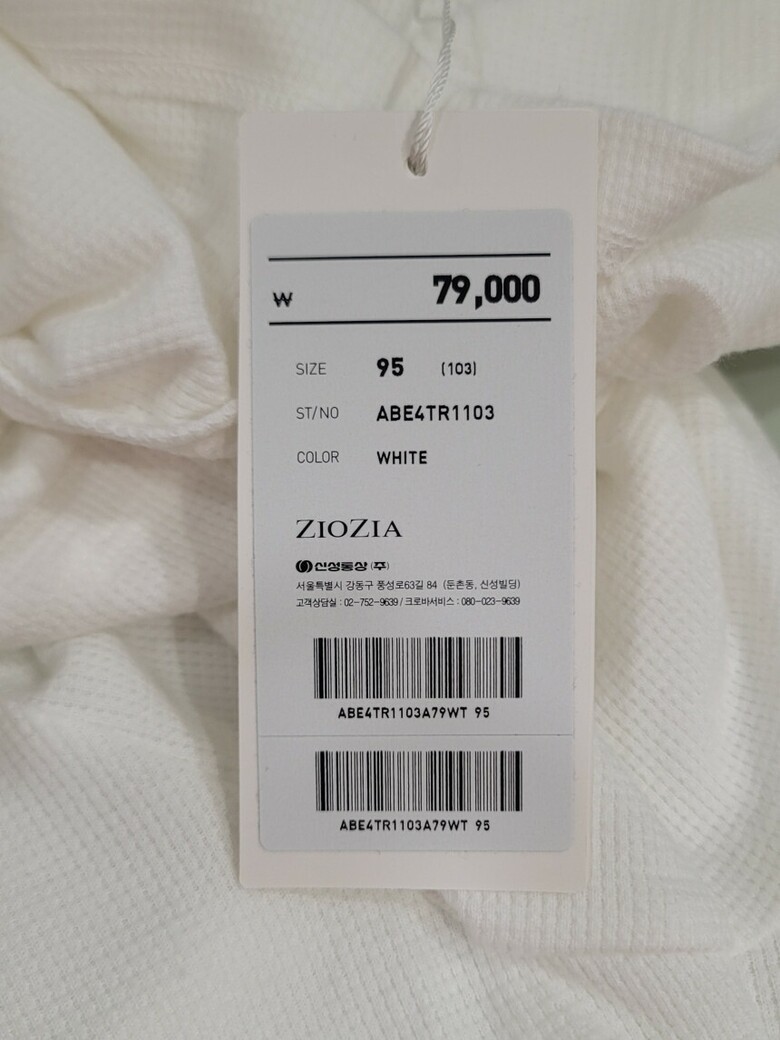 ₩ 79,000
SIZE 95 (103)
ST/NO ABE4TR1103
COLOR WHITE
ZIOZIA
신성통상 (주)
서울특별시 강동구 풍성로63길 84 (둔촌동, 신성빌딩)
고객상담실 : 02-752-9639 / 크로바서비스 : 080-023-9639
ABE4TR1103A79WT 95
ABE4TR1103A79WT 95